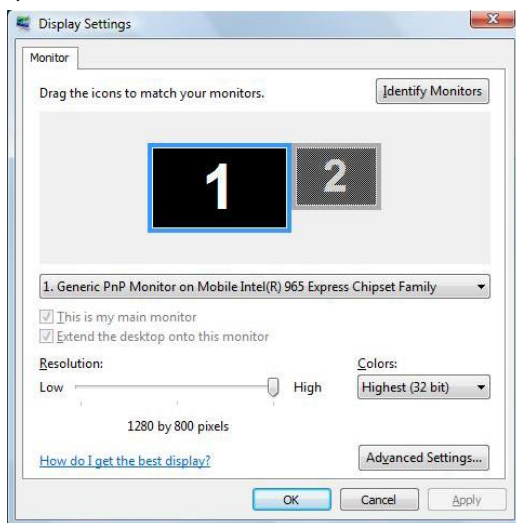 Display Settings
Monitor
Drag the icons to match your monitors.
Identify Monitors
1
2
1. Generic PnP Monitor on Mobile Intel(R) 965 Express Chipset Family
This is my main monitor
Extend the desktop onto this monitor
Resolution:
Colors:
Low
High
Highest (32 bit)
1280 by 800 pixels
How do I get the best display?
Advanced Settings...
OK
Cancel
Apply